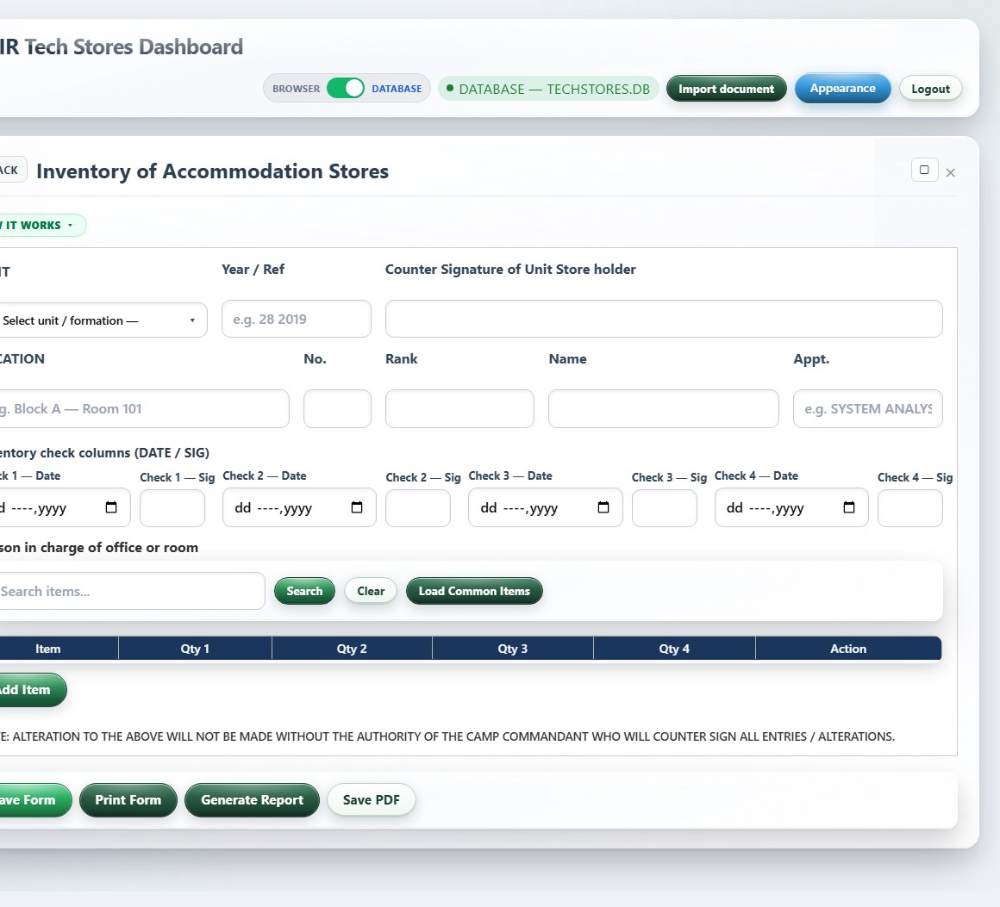 IR Tech Stores Dashboard
BROWSER DATABASE DATABASE — TECHSTORES.DB Import document Appearance Logout
ACK Inventory of Accommodation Stores
IT WORKS
IT Year / Ref Counter Signature of Unit Store holder
Select unit / formation — e.g. 28 2019
CATION No. Rank Name Appt.
g. Block A — Room 101 e.g. SYSTEM ANALYS
entory check columns (DATE / SIG)
ck 1 — Date Check 1 — Sig Check 2 — Date Check 2 — Sig Check 3 — Date Check 3 — Sig Check 4 — Date Check 4 — Sig
d ----,yyyy dd ----,yyyy dd ----,yyyy dd ----,yyyy
son in charge of office or room
Search items... Search Clear Load Common Items
Item Qty 1 Qty 2 Qty 3 Qty 4 Action
Add Item
E: ALTERATION TO THE ABOVE WILL NOT BE MADE WITHOUT THE AUTHORITY OF THE CAMP COMMANDANT WHO WILL COUNTER SIGN ALL ENTRIES / ALTERATIONS.
ave Form Print Form Generate Report Save PDF